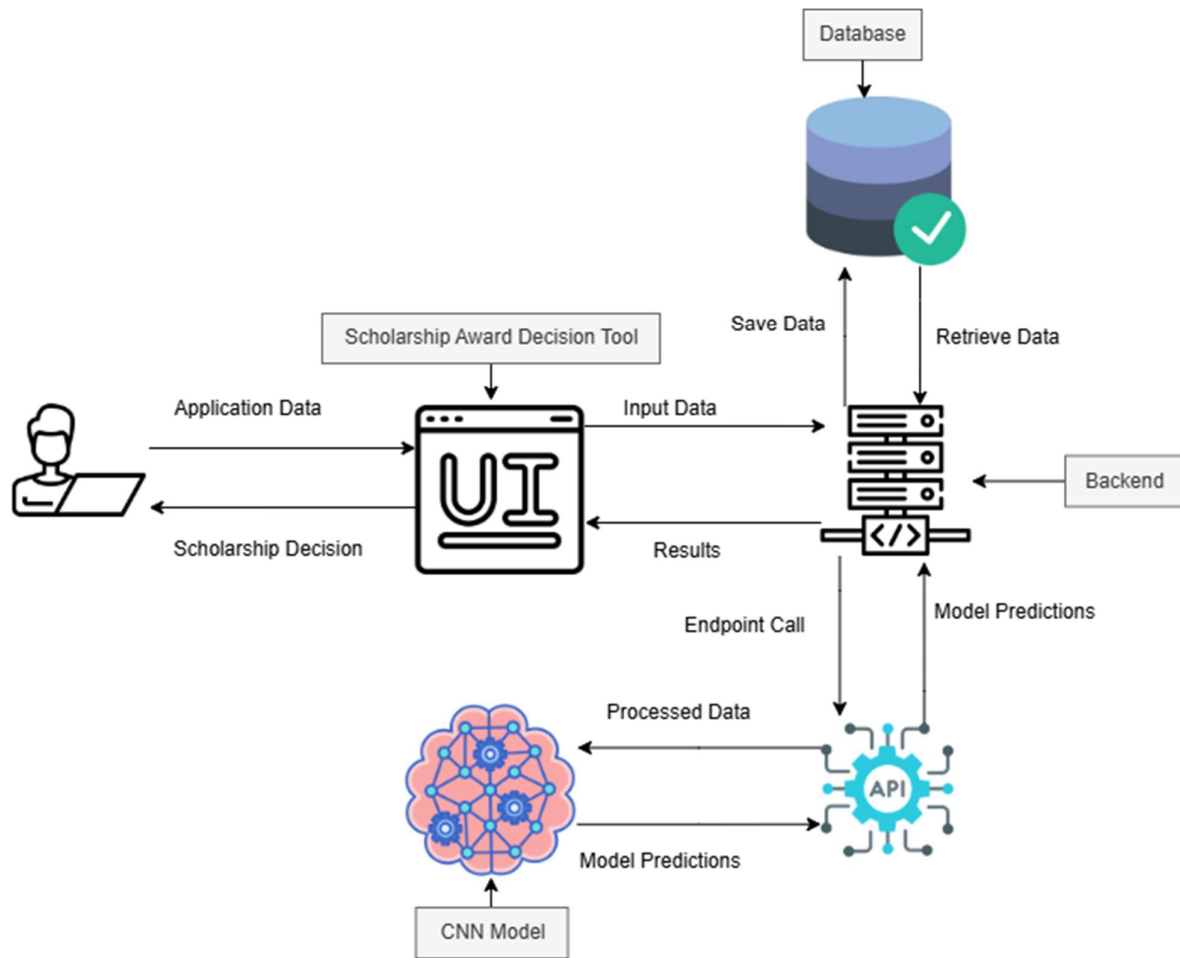 Database
Save Data
Retrieve Data
Scholarship Award Decision Tool
Application Data
Input Data
UI
Backend
</>
Scholarship Decision
Results
Endpoint Call
Model Predictions
Processed Data
API
Model Predictions
CNN Model